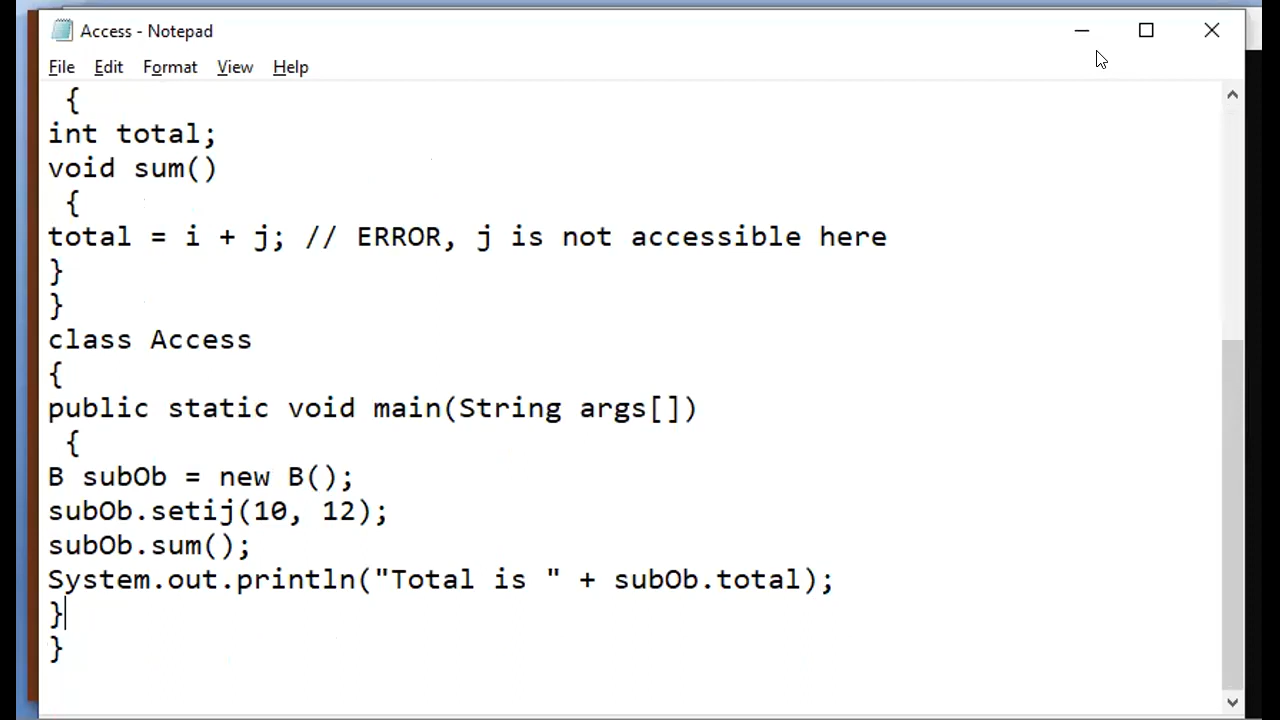 Access - Notepad
File Edit Format View Help
{
int total;
void sum()
{
total = i + j; // ERROR, j is not accessible here
}
}
class Access
{
public static void main(String args[])
{
B subOb = new B();
subOb.setij(10, 12);
subOb.sum();
System.out.println("Total is " + subOb.total);
}
}